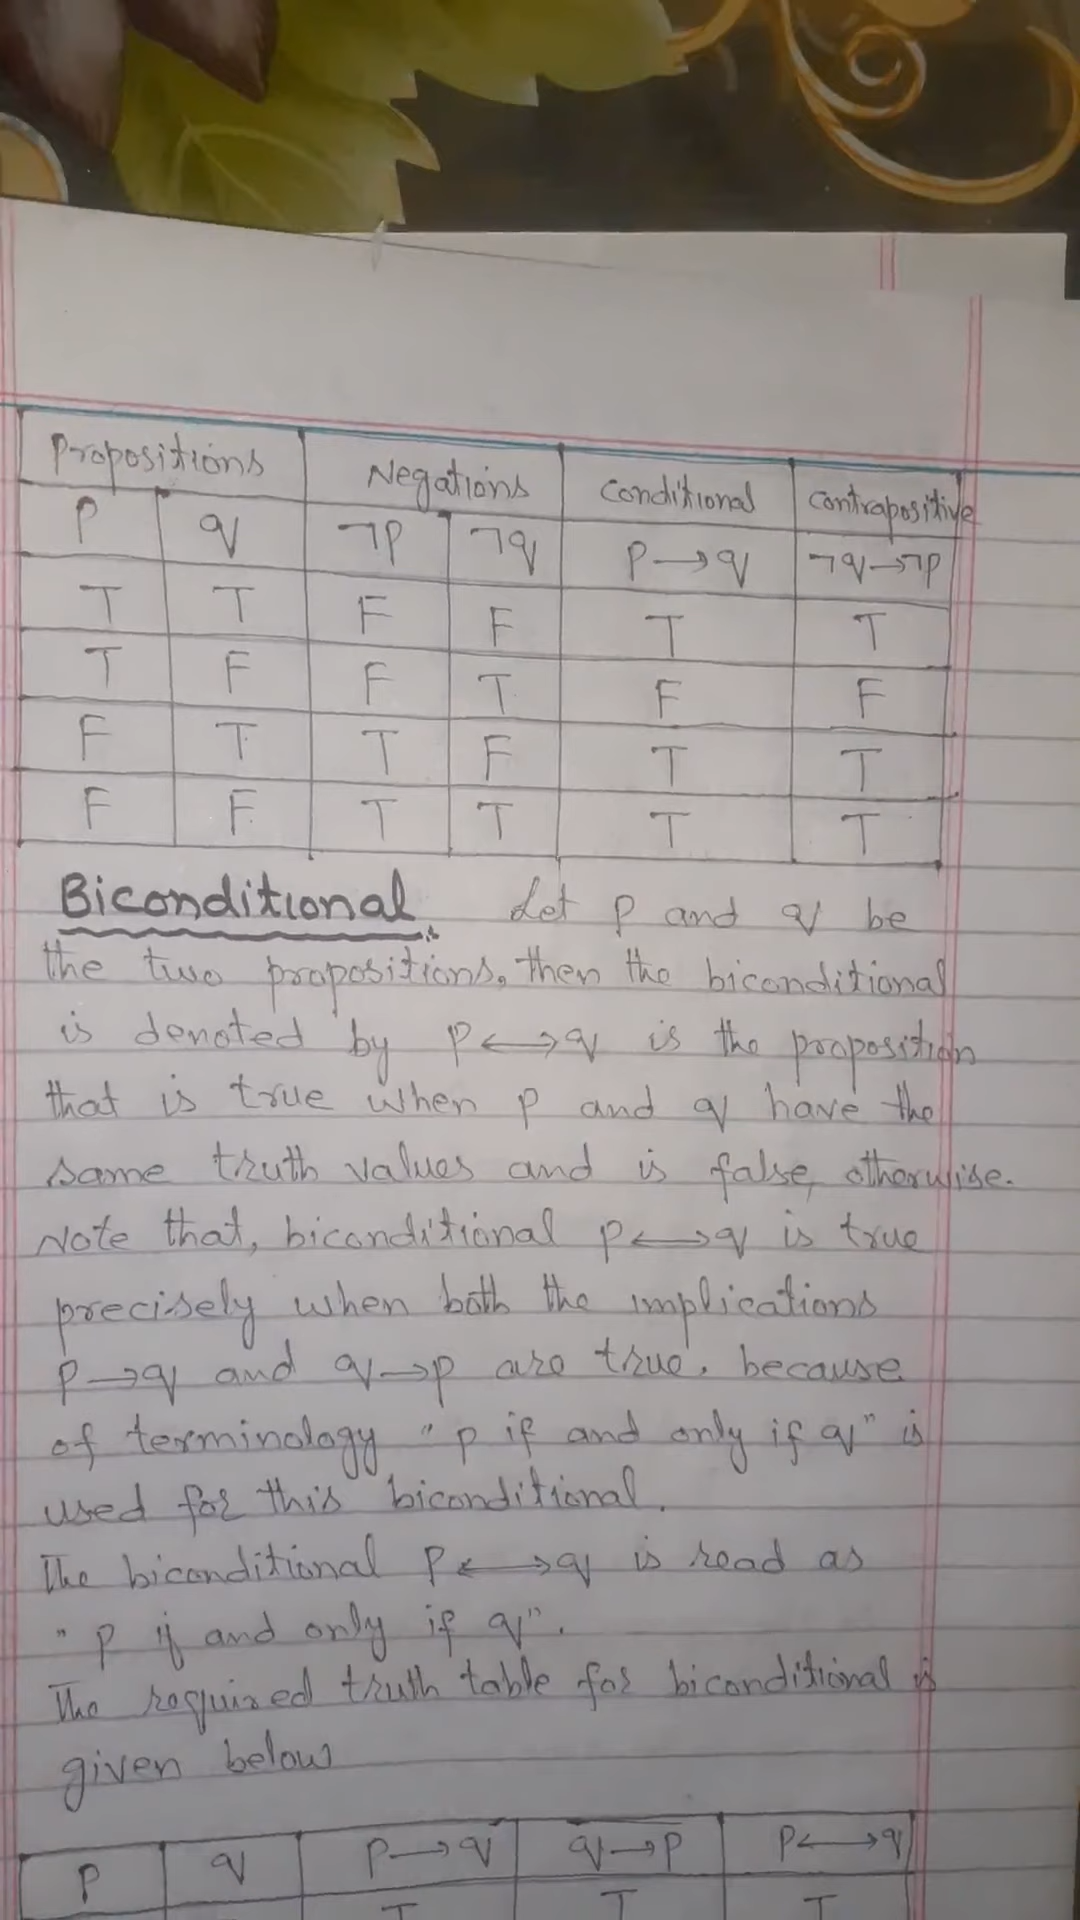 Propositions Negations Conditional Contrapositive
P q ¬P ¬q P→q ¬q→¬P
T T F F T T
T F F T F F
F T T F T T
F F T T T T
Biconditional Let p and q be
the two propositions, then the biconditional
is denoted by P↔q is the proposition
that is true when p and q have the
same truth values and is false, otherwise.
Note that, biconditional P↔q is true
precisely when both the implications
P→q and q→p are true. because
of terminology "p if and only if q" is
used for this biconditional.
The biconditional P↔q is read as
"p if and only if q".
The required truth table for biconditional is
given below
P q P→q q→P P↔q
T T T